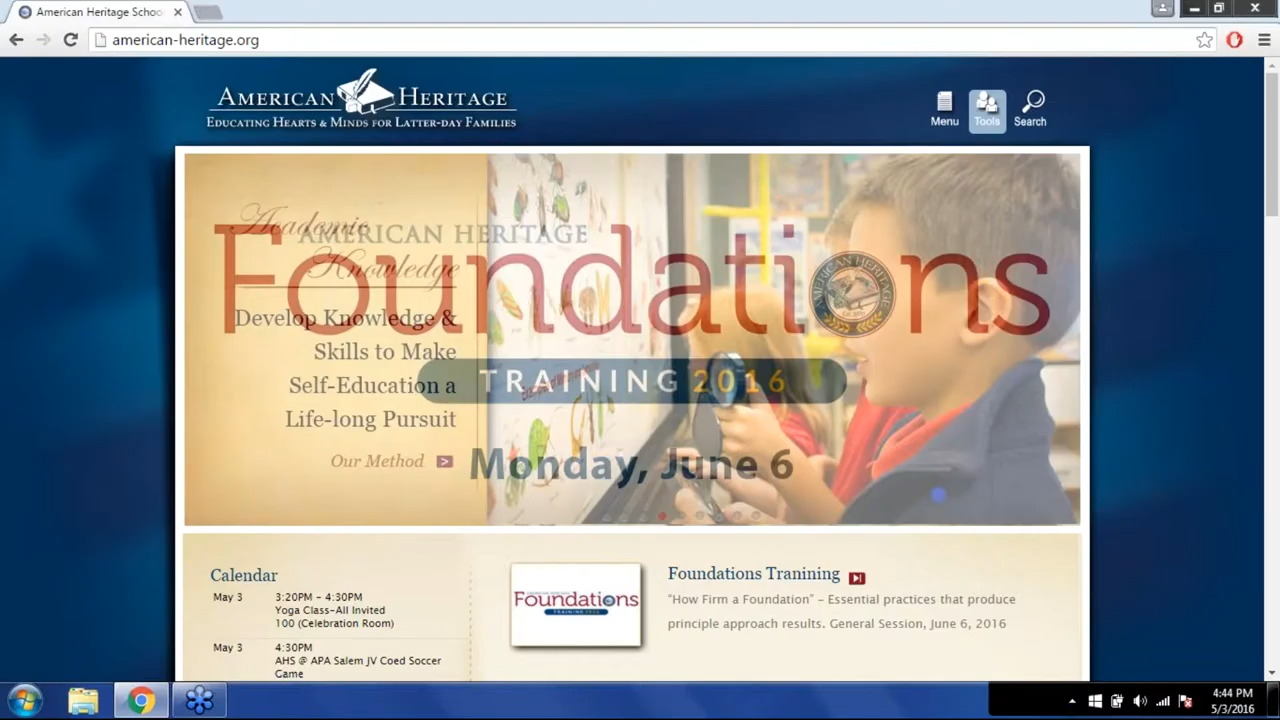 American Heritage Schoo
american-heritage.org
AMERICAN HERITAGE
EDUCATING HEARTS & MINDS FOR LATTER-DAY FAMILIES
Menu
Tools
Search
Academic
Knowledge
AMERICAN HERITAGE
Foundations
AMERICAN HERITAGE
Develop Knowledge &
Skills to Make
Self-Education a
Life-long Pursuit
TRAINING 2016
Our Method
Monday, June 6
Calendar
May 3
3:20PM - 4:30PM
Yoga Class-All Invited
100 (Celebration Room)
May 3
4:30PM
AHS @ APA Salem JV Coed Soccer
Game
Foundations
Foundations Tranining
"How Firm a Foundation" – Essential practices that produce
principle approach results. General Session, June 6, 2016
4:44 PM
5/3/2016